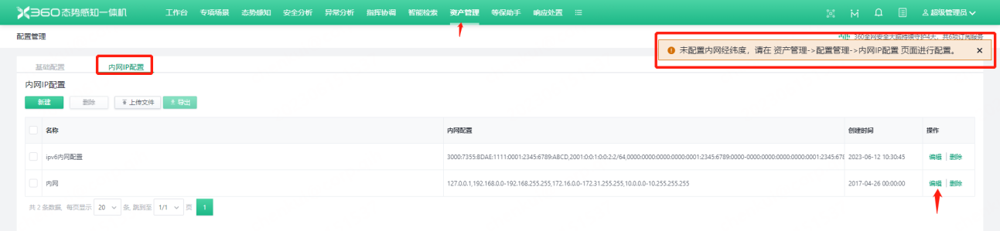 360态势感知一体机 工作台 专项场景 态势感知 安全分析 异常分析 指挥协调 智能检索 资产管理 等保助手 响应处置 超级管理员
配置管理 360全网安全大脑持续守护4天，共6项订阅服务
未配置内网经纬度，请在 资产管理->配置管理->内网IP配置 页面进行配置。
基础配置 内网IP配置
内网IP配置
新建 删除 上传文件 导出
名称 内网配置 创建时间 操作
ipv6内网配置 3000:7355:BDAE:1111:0001:2345:6789:ABCD,2001:0:0:1:0:0:2:2/64,0000:0000:0000:0000:0001:2345:6789:0000-0000:0000:0000:0000:0001:2345:678 2023-06-12 10:30:45 编辑 删除
内网 127.0.0.1,192.168.0.0-192.168.255.255,172.16.0.0-172.31.255.255,10.0.0.0-10.255.255.255 2017-04-26 00:00:00 编辑 删除
共 2 条数据, 每页显示 20 条, 跳到至 1/1 页 1